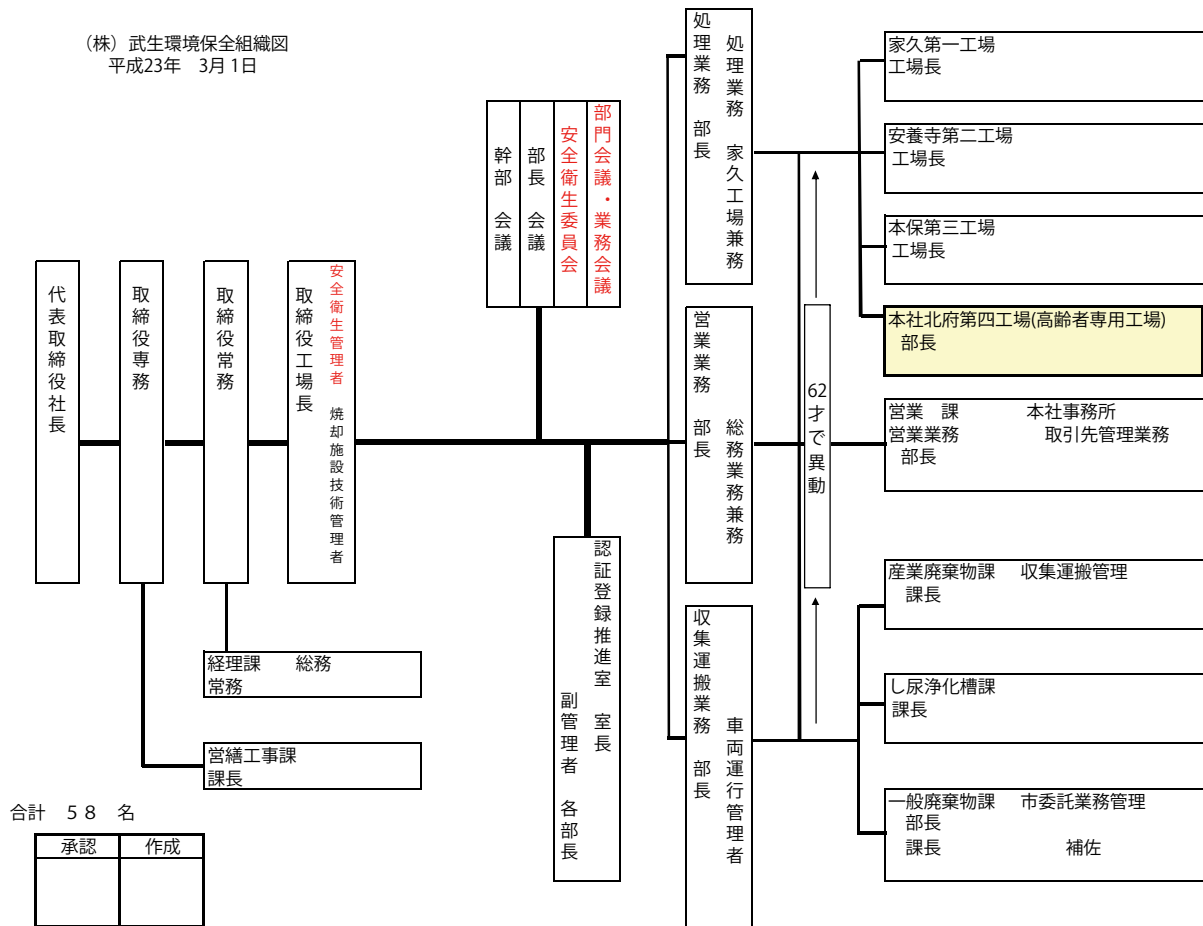 (株）武生環境保全組織図
平成23年　3月 1日
代表取締役社長
取締役専務
取締役常務
安全衛生管理者　焼却施設技術管理者
取締役工場長
経理課　　総務
常務
営繕工事課
課長
部門会議・業務会議
安全衛生委員会
部長　会議
幹部　会議
認証登録推進室　室長
副管理者　各部長
処理業務　家久工場兼務
処理業務　部長
総務業務兼務
営業業務　部長
車両運行管理者
収集運搬業務　部長
62才で異動
家久第一工場
工場長
安養寺第二工場
工場長
本保第三工場
工場長
本社北府第四工場(高齢者専用工場)
部長
営業　課　　　　本社事務所
営業業務　　　　　取引先管理業務
部長
産業廃棄物課　収集運搬管理
課長
し尿浄化槽課
課長
一般廃棄物課　市委託業務管理
部長
課長　　　　　　　補佐
合計　５８　名
承認　作成